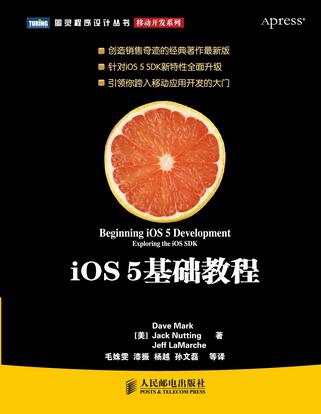 TURING 图灵程序设计丛书 移动开发系列 Apress®
创造销售奇迹的经典著作最新版
针对iOS 5 SDK新特性全面升级
引领你跨入移动应用开发的大门
Beginning iOS 5 Development
Exploring the iOS SDK
iOS 5基础教程
Dave Mark
[美] Jack Nutting 著
Jeff LaMarche
毛姝雯 漆振 杨越 孙文磊 等译
人民邮电出版社
POSTS & TELECOM PRESS